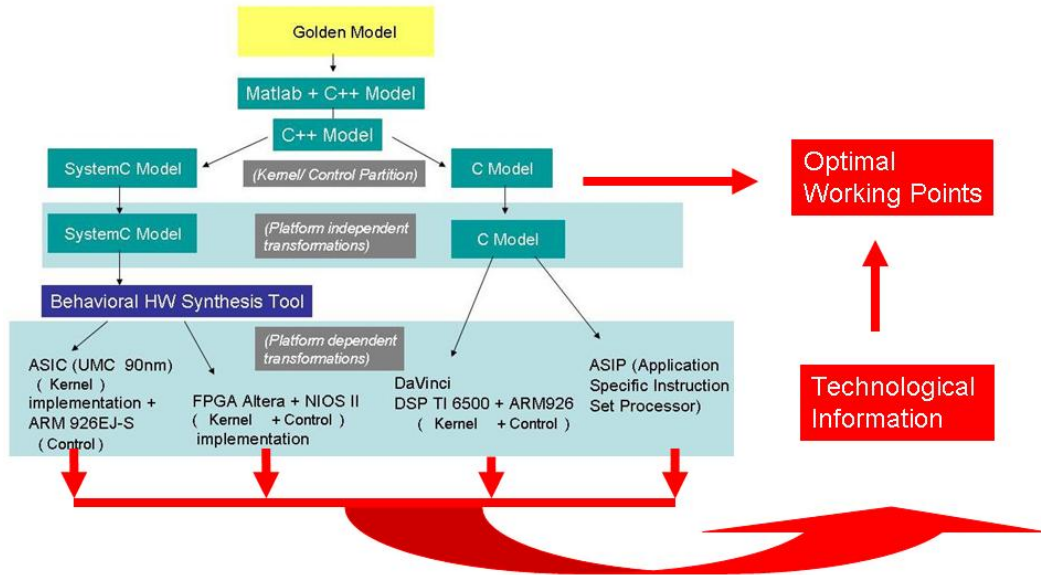 Golden Model
Matlab + C++ Model
C++ Model
SystemC Model
(Kernel/ Control Partition)
C Model
Optimal
Working Points
SystemC Model
(Platform independent
transformations)
C Model
Behavioral HW Synthesis Tool
(Platform dependent
transformations)
ASIC (UMC 90nm)
( Kernel )
implementation +
ARM 926EJ-S
(Control)
FPGA Altera + NIOS II
( Kernel + Control )
implementation
DaVinci
DSP TI 6500 + ARM926
( Kernel + Control )
ASIP (Application
Specific Instruction
Set Processor)
Technological
Information